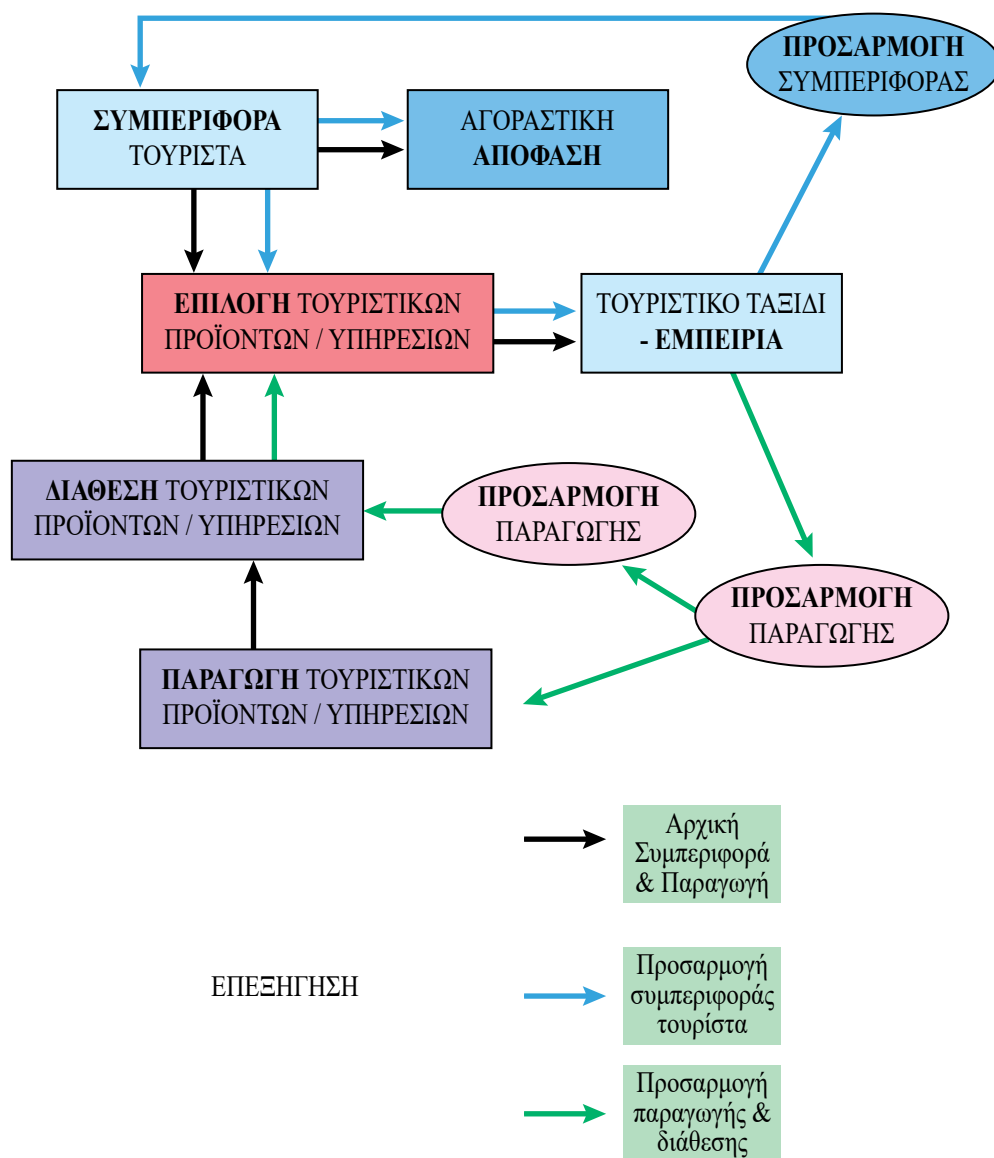 ΠΡΟΣΑΡΜΟΓΗ
ΣΥΜΠΕΡΙΦΟΡΑΣ
ΣΥΜΠΕΡΙΦΟΡΑ
ΤΟΥΡΙΣΤΑ
ΑΓΟΡΑΣΤΙΚΗ
ΑΠΟΦΑΣΗ
ΕΠΙΛΟΓΗ ΤΟΥΡΙΣΤΙΚΩΝ
ΠΡΟΪΟΝΤΩΝ / ΥΠΗΡΕΣΙΩΝ
ΤΟΥΡΙΣΤΙΚΟ ΤΑΞΙΔΙ
- ΕΜΠΕΙΡΙΑ
ΔΙΑΘΕΣΗ ΤΟΥΡΙΣΤΙΚΩΝ
ΠΡΟΪΟΝΤΩΝ / ΥΠΗΡΕΣΙΩΝ
ΠΡΟΣΑΡΜΟΓΗ
ΠΑΡΑΓΩΓΗΣ
ΠΡΟΣΑΡΜΟΓΗ
ΠΑΡΑΓΩΓΗΣ
ΠΑΡΑΓΩΓΗ ΤΟΥΡΙΣΤΙΚΩΝ
ΠΡΟΪΟΝΤΩΝ / ΥΠΗΡΕΣΙΩΝ
Αρχική
Συμπεριφορά
& Παραγωγή
ΕΠΕΞΗΓΗΣΗ
Προσαρμογή
συμπεριφοράς
τουρίστα
Προσαρμογή
παραγωγής &
διάθεσης